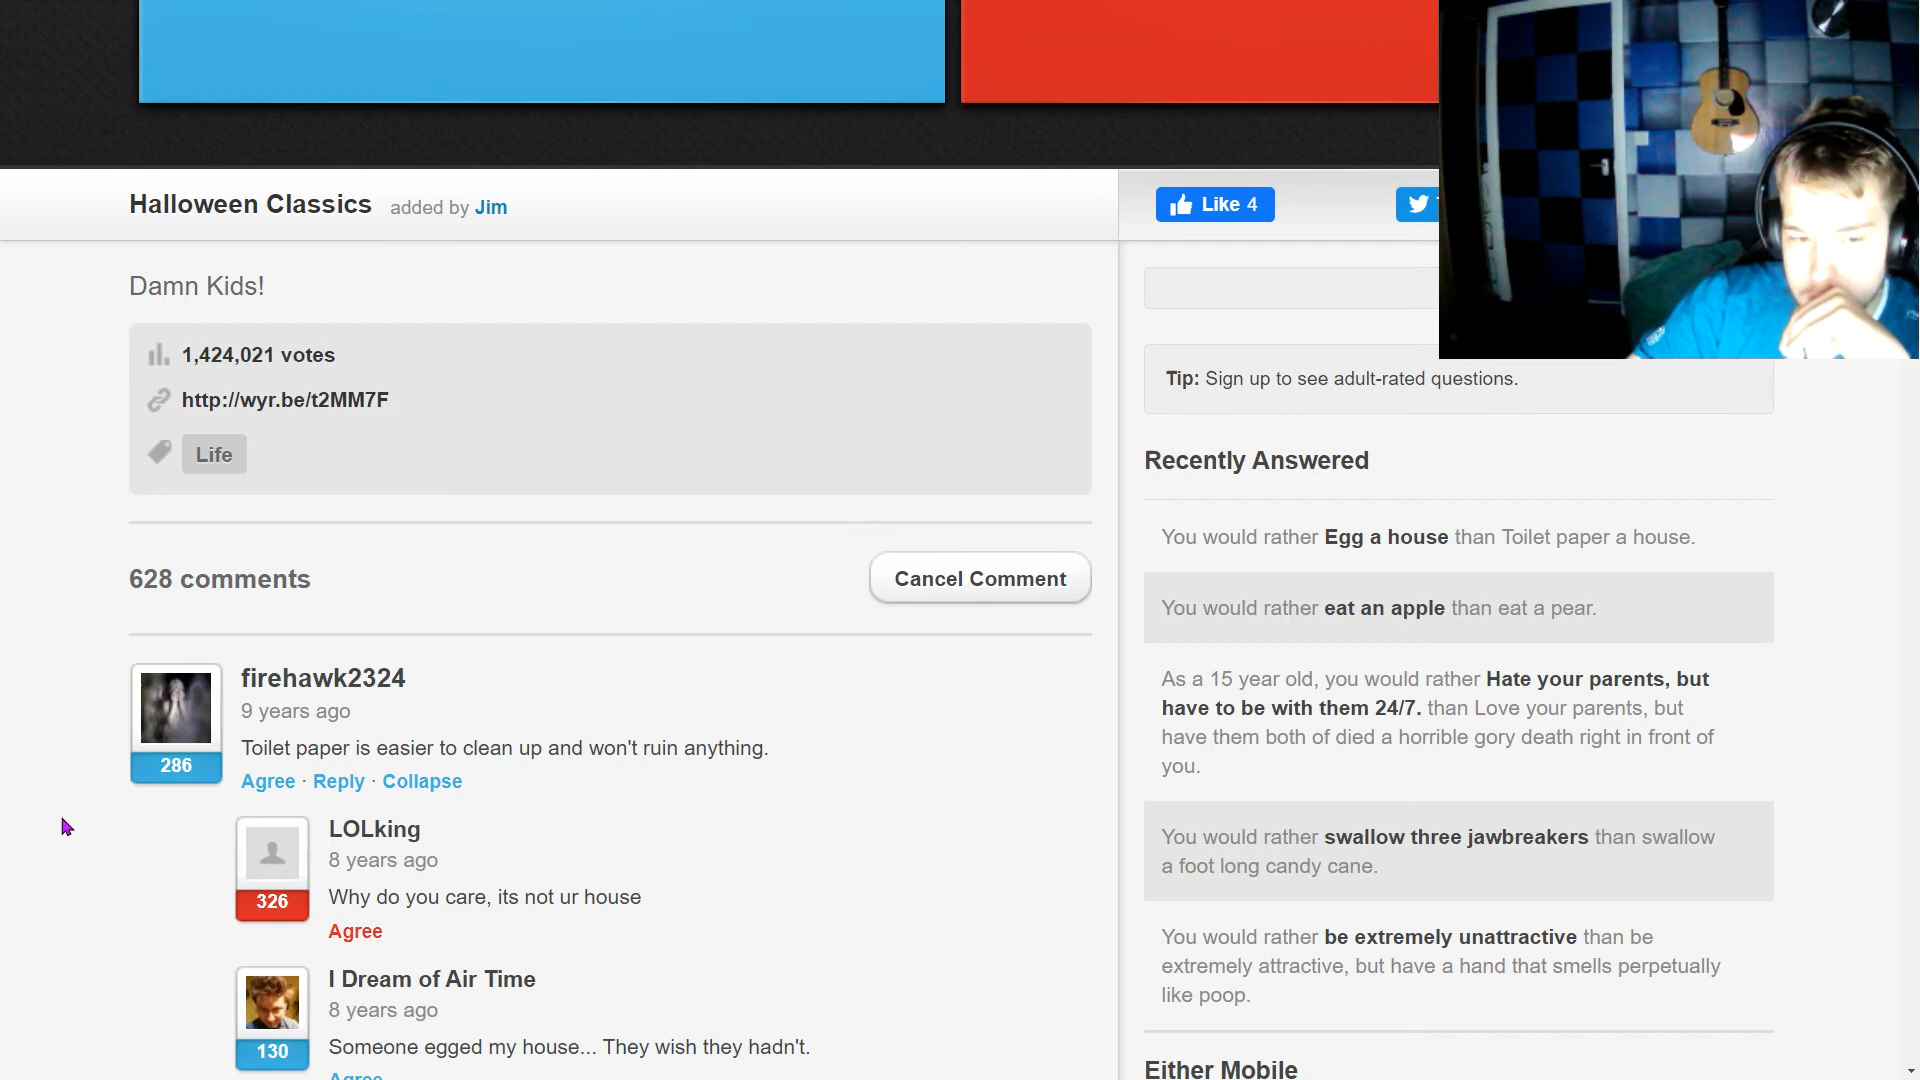 Halloween Classics added by Jim
Like 4
Damn Kids!
1,424,021 votes
http://wyr.be/t2MM7F
Life
628 comments
Cancel Comment
firehawk2324
9 years ago
Toilet paper is easier to clean up and won't ruin anything.
Agree · Reply · Collapse
286
LOLking
8 years ago
Why do you care, its not ur house
Agree
326
I Dream of Air Time
8 years ago
Someone egged my house... They wish they hadn't.
Agree
130
Tip: Sign up to see adult-rated questions.
Recently Answered
You would rather Egg a house than Toilet paper a house.
You would rather eat an apple than eat a pear.
As a 15 year old, you would rather Hate your parents, but
have to be with them 24/7. than Love your parents, but
have them both of died a horrible gory death right in front of
you.
You would rather swallow three jawbreakers than swallow
a foot long candy cane.
You would rather be extremely unattractive than be
extremely attractive, but have a hand that smells perpetually
like poop.
Either Mobile